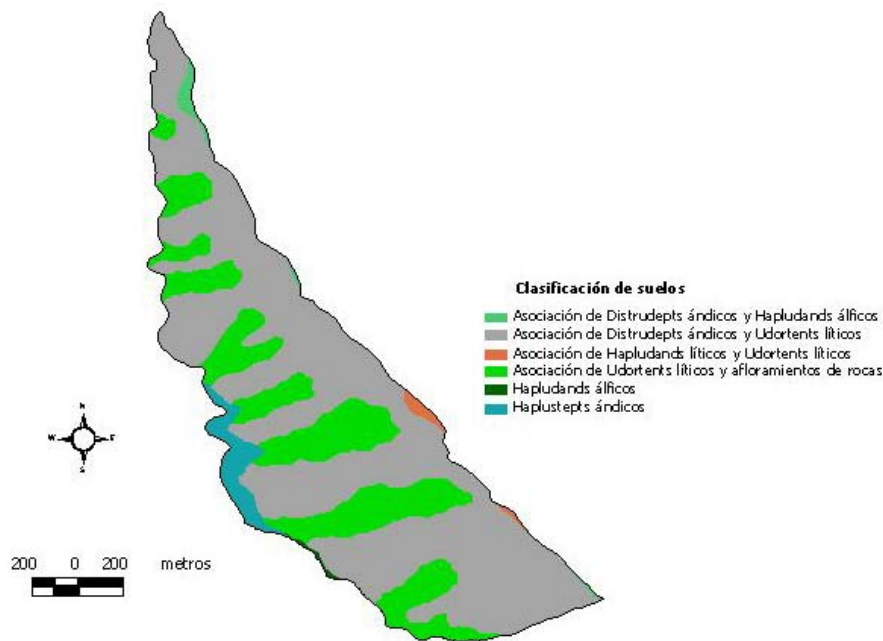 Clasificación de suelos
Asociación de Distrudepts ándicos y Hapludands álficos
Asociación de Distrudepts ándicos y Udortents líticos
Asociación de Hapludands líticos y Udortents líticos
Asociación de Udortents líticos y afloramientos de rocas
Hapludands álficos
Haplustepts ándicos
N
W E
S
200 0 200 metros